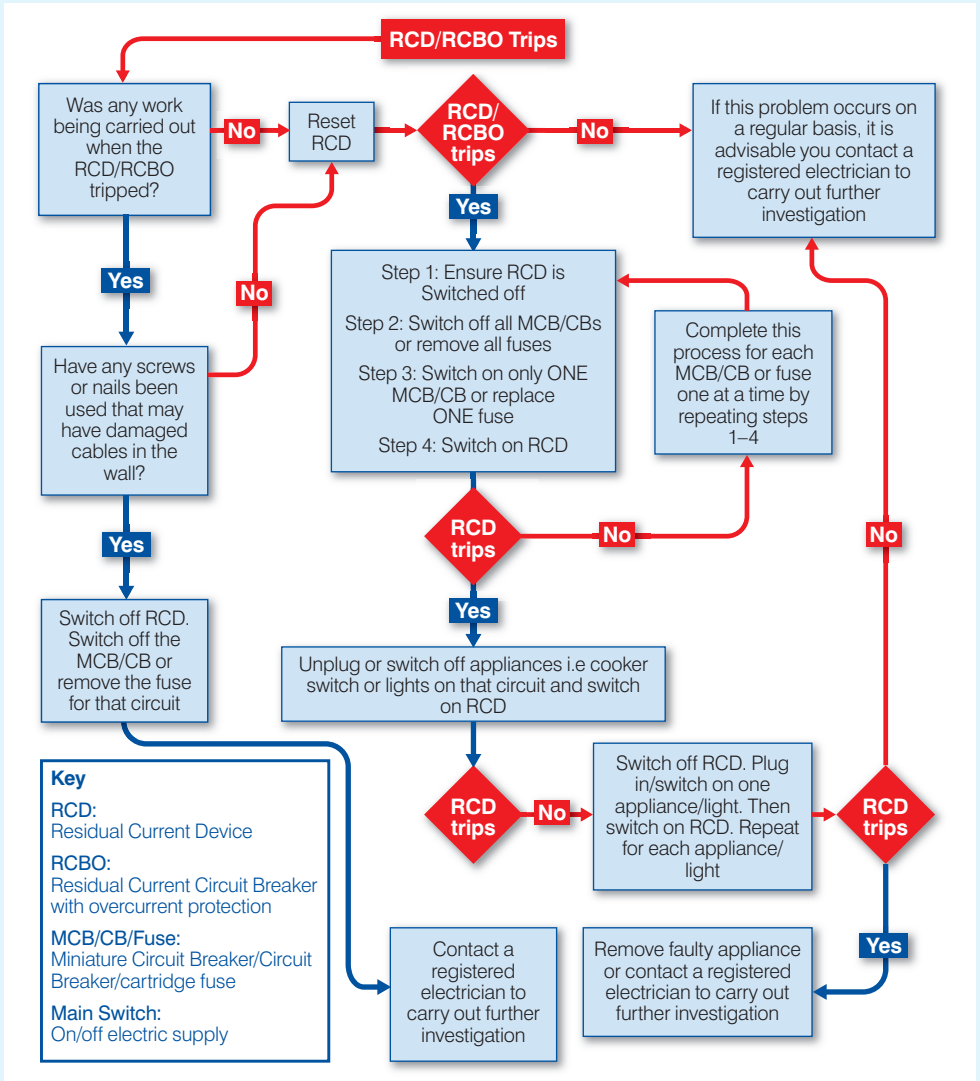 RCD/RCBO Trips
Was any work
being carried out
when the
RCD/RCBO
tripped?
No
Reset
RCD
RCD/
RCBO
trips
No
If this problem occurs on
a regular basis, it is
advisable you contact a
registered electrician to
carry out further
investigation
Yes
Yes
No
Step 1: Ensure RCD is
Switched off
Step 2: Switch off all MCB/CBs
or remove all fuses
Step 3: Switch on only ONE
MCB/CB or replace
ONE fuse
Step 4: Switch on RCD
Complete this
process for each
MCB/CB or fuse
one at a time by
repeating steps
1–4
Have any screws
or nails been
used that may
have damaged
cables in the
wall?
RCD
trips
No
No
Yes
Yes
Switch off RCD.
Switch off the
MCB/CB or
remove the fuse
for that circuit
Unplug or switch off appliances i.e cooker
switch or lights on that circuit and switch
on RCD
RCD
trips
No
Switch off RCD. Plug
in/switch on one
appliance/light. Then
switch on RCD. Repeat
for each appliance/
light
RCD
trips
Yes
Key
RCD:
Residual Current Device
RCBO:
Residual Current Circuit Breaker
with overcurrent protection
MCB/CB/Fuse:
Miniature Circuit Breaker/Circuit
Breaker/cartridge fuse
Main Switch:
On/off electric supply
Contact a
registered
electrician to
carry out further
investigation
Remove faulty appliance
or contact a registered
electrician to carry out
further investigation